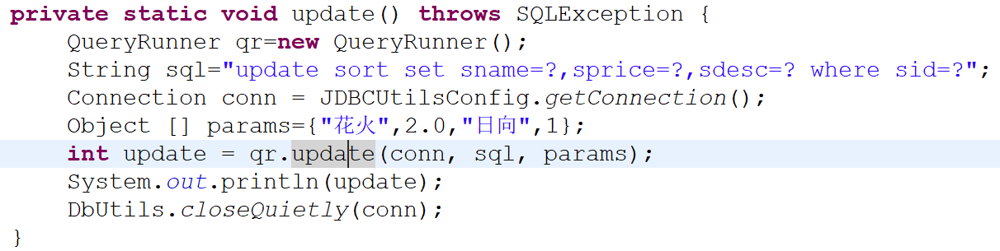 private static void update() throws SQLException {
    QueryRunner qr=new QueryRunner();
    String sql="update sort set sname=?,sprice=?,sdesc=? where sid=?";
    Connection conn = JDBCUtilsConfig.getConnection();
    Object [] params={"花火",2.0,"日向",1};
    int update = qr.update(conn, sql, params);
    System.out.println(update);
    DbUtils.closeQuietly(conn);
}